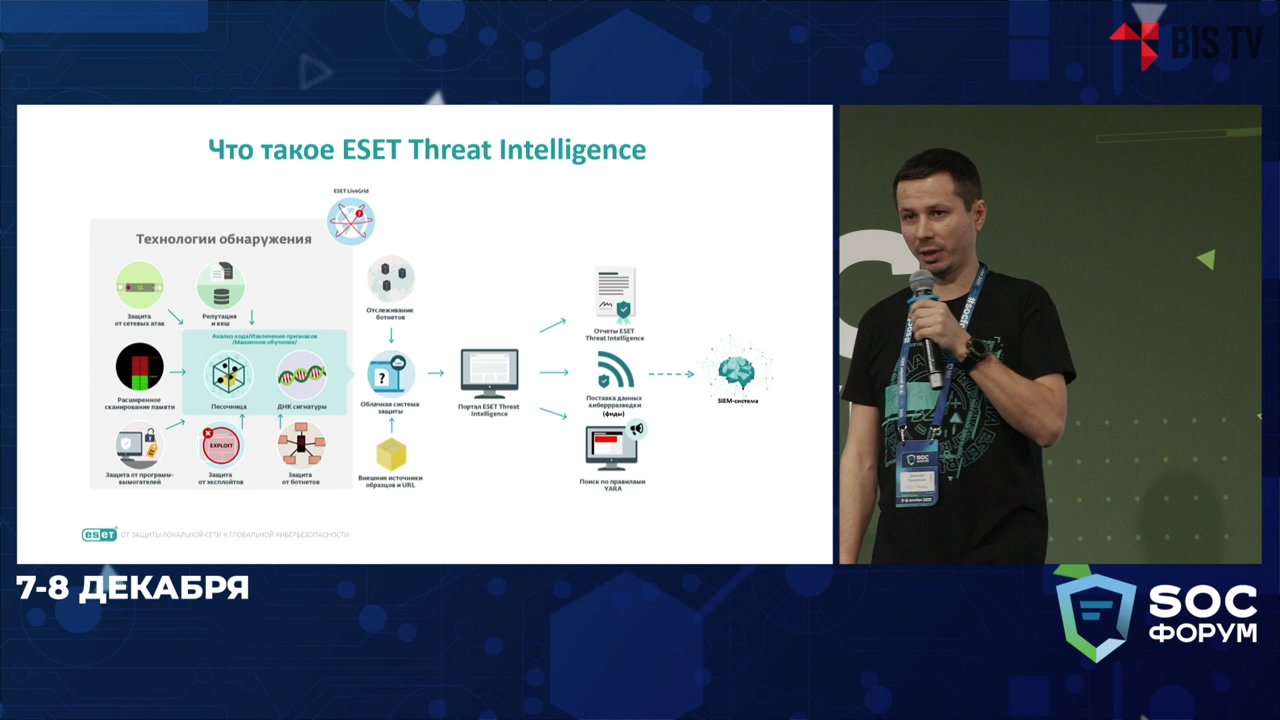 BIS TV
Что такое ESET Threat Intelligence
ESET LiveGrid
Технологии обнаружения
Защита
от сетевых атак
Репутация
и кеш
Отслеживание
ботнетов
Анализ кода/Извлечение признаков
/Машинное обучение/
Расширенное
сканирование памяти
Песочница
ДНК сигнатуры
Облачная система
защиты
Портал ESET Threat
Intelligence
Отчеты ESET
Threat Intelligence
Поставка данных
киберразведки
(фиды)
SIEM-система
EXPLOIT
Защита от программ-
вымогателей
Защита
от эксплойтов
Защита
от ботнетов
Внешние источники
образцов и URL
Поиск по правилам
YARA
eset
ОТ ЗАЩИТЫ ЛОКАЛЬНОЙ СЕТИ К ГЛОБАЛЬНОЙ КИБЕРБЕЗОПАСНОСТИ
SOC
7-8 ДЕКАБРЯ
SOC
ФОРУМ